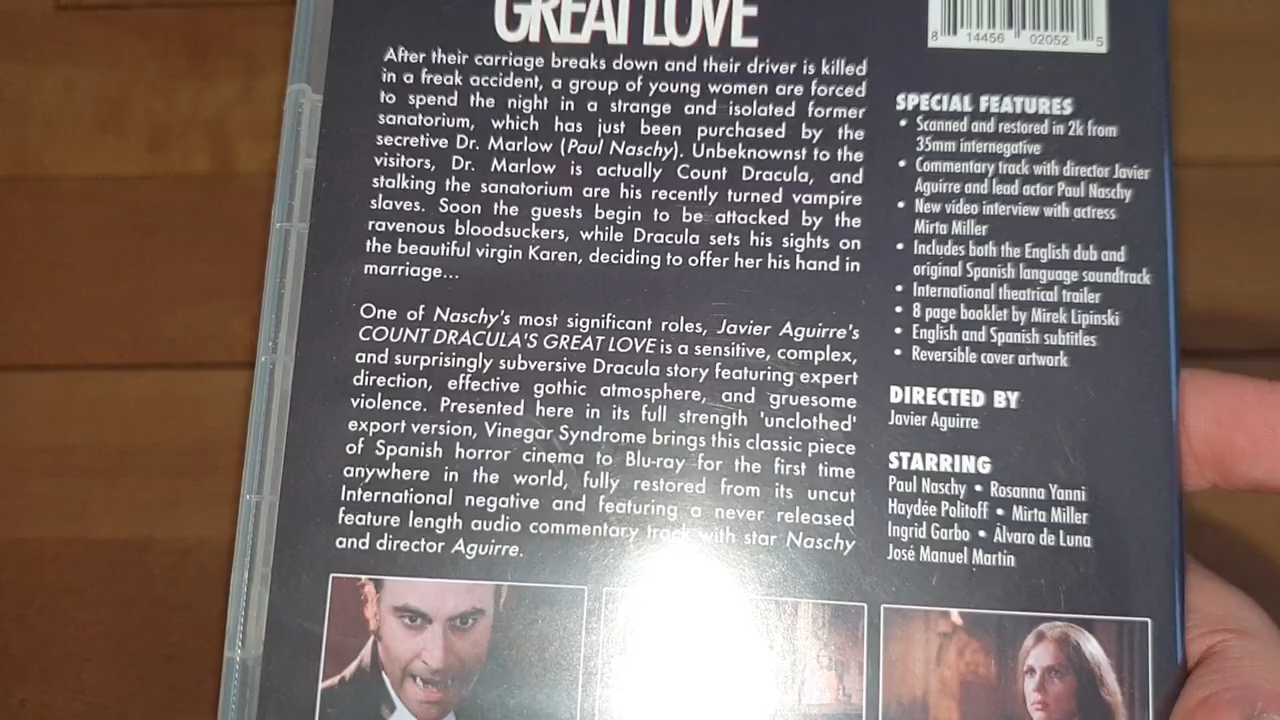 GREAT LOVE
8 14456 02052 5
After their carriage breaks down and their driver is killed
in a freak accident, a group of young women are forced
to spend the night in a strange and isolated former
sanatorium, which has just been purchased by the
secretive Dr. Marlow (Paul Naschy). Unbeknownst to the
visitors, Dr. Marlow is actually Count Dracula, and
stalking the sanatorium are his recently turned vampire
slaves. Soon the guests begin to be attacked by the
ravenous bloodsuckers, while Dracula sets his sights on
the beautiful virgin Karen, deciding to offer her his hand in
marriage...
One of Naschy's most significant roles, Javier Aguirre's
COUNT DRACULA'S GREAT LOVE is a sensitive, complex,
and surprisingly subversive Dracula story featuring expert
direction, effective gothic atmosphere, and gruesome
violence. Presented here in its full strength 'unclothed'
export version, Vinegar Syndrome brings this classic piece
of Spanish horror cinema to Blu-ray for the first time
anywhere in the world, fully restored from its uncut
International negative and featuring a never released
feature length audio commentary track with star Naschy
and director Aguirre.
SPECIAL FEATURES
• Scanned and restored in 2k from
35mm internegative
• Commentary track with director Javier
Aguirre and lead actor Paul Naschy
• New video interview with actress
Mirta Miller
• Includes both the English dub and
original Spanish language soundtrack
• International theatrical trailer
• 8 page booklet by Mirek Lipinski
• English and Spanish subtitles
• Reversible cover artwork
DIRECTED BY
Javier Aguirre
STARRING
Paul Naschy • Rosanna Yanni
Haydée Politoff • Mirta Miller
Ingrid Garbo • Álvaro de Luna
José Manuel Martín